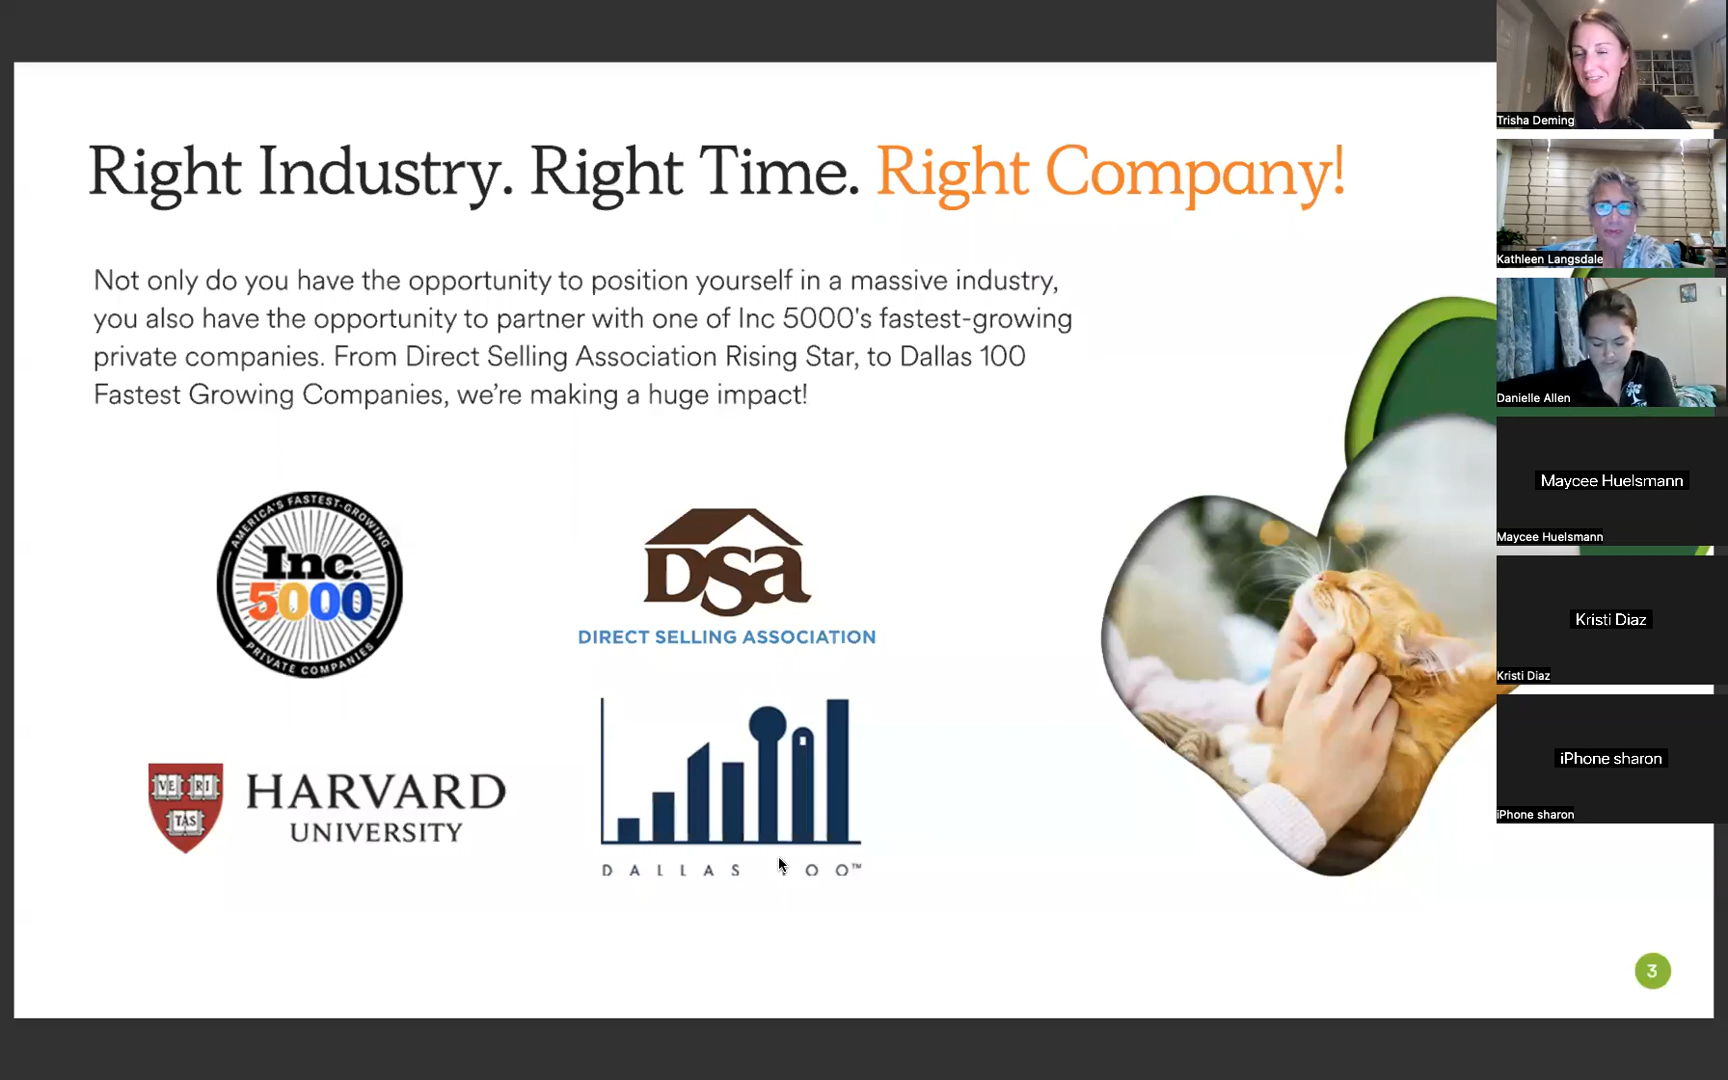 Right Industry. Right Time. Right Company!
Not only do you have the opportunity to position yourself in a massive industry,
you also have the opportunity to partner with one of Inc 5000's fastest-growing
private companies. From Direct Selling Association Rising Star, to Dallas 100
Fastest Growing Companies, we're making a huge impact!
AMERICA'S FASTEST-GROWING
Inc.
5000
PRIVATE COMPANIES
DSa
DIRECT SELLING ASSOCIATION
VE RI
TAS
HARVARD
UNIVERSITY
DALLAS 00™
3
Trisha Deming
Kathleen Langsdale
Danielle Allen
Maycee Huelsmann
Maycee Huelsmann
Kristi Diaz
Kristi Diaz
iPhone sharon
iPhone sharon